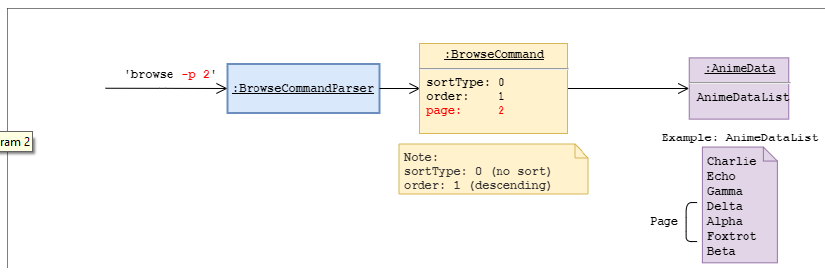 'browse -p 2'
:BrowseCommandParser
:BrowseCommand
sortType: 0
order: 1
page: 2
:AnimeData
AnimeDataList
ram 2
Note:
sortType: 0 (no sort)
order: 1 (descending)
Example: AnimeDataList
Charlie
Echo
Gamma
Delta
Page
Alpha
Foxtrot
Beta